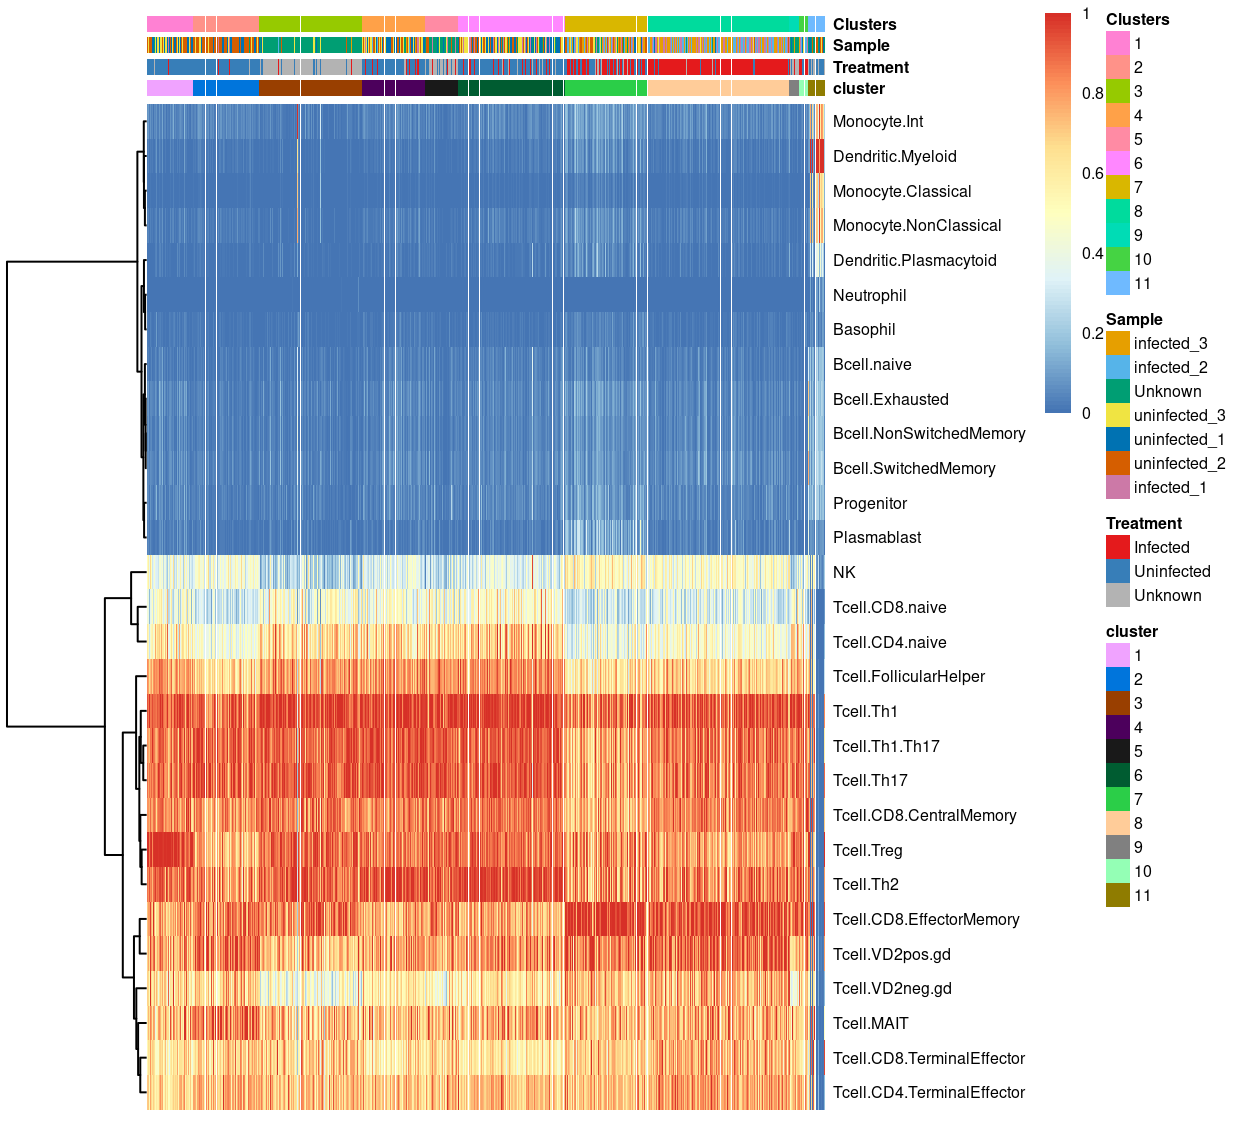 Clusters
Sample
Treatment
cluster
Monocyte.Int
Dendritic.Myeloid
Monocyte.Classical
Monocyte.NonClassical
Dendritic.Plasmacytoid
Neutrophil
Basophil
Bcell.naive
Bcell.Exhausted
Bcell.NonSwitchedMemory
Bcell.SwitchedMemory
Progenitor
Plasmablast
NK
Tcell.CD8.naive
Tcell.CD4.naive
Tcell.FollicularHelper
Tcell.Th1
Tcell.Th1.Th17
Tcell.Th17
Tcell.CD8.CentralMemory
Tcell.Treg
Tcell.Th2
Tcell.CD8.EffectorMemory
Tcell.VD2pos.gd
Tcell.VD2neg.gd
Tcell.MAIT
Tcell.CD8.TerminalEffector
Tcell.CD4.TerminalEffector
1
0.8
0.6
0.4
0.2
0
Clusters
1
2
3
4
5
6
7
8
9
10
11
Sample
infected_3
infected_2
Unknown
uninfected_3
uninfected_1
uninfected_2
infected_1
Treatment
Infected
Uninfected
Unknown
cluster
1
2
3
4
5
6
7
8
9
10
11